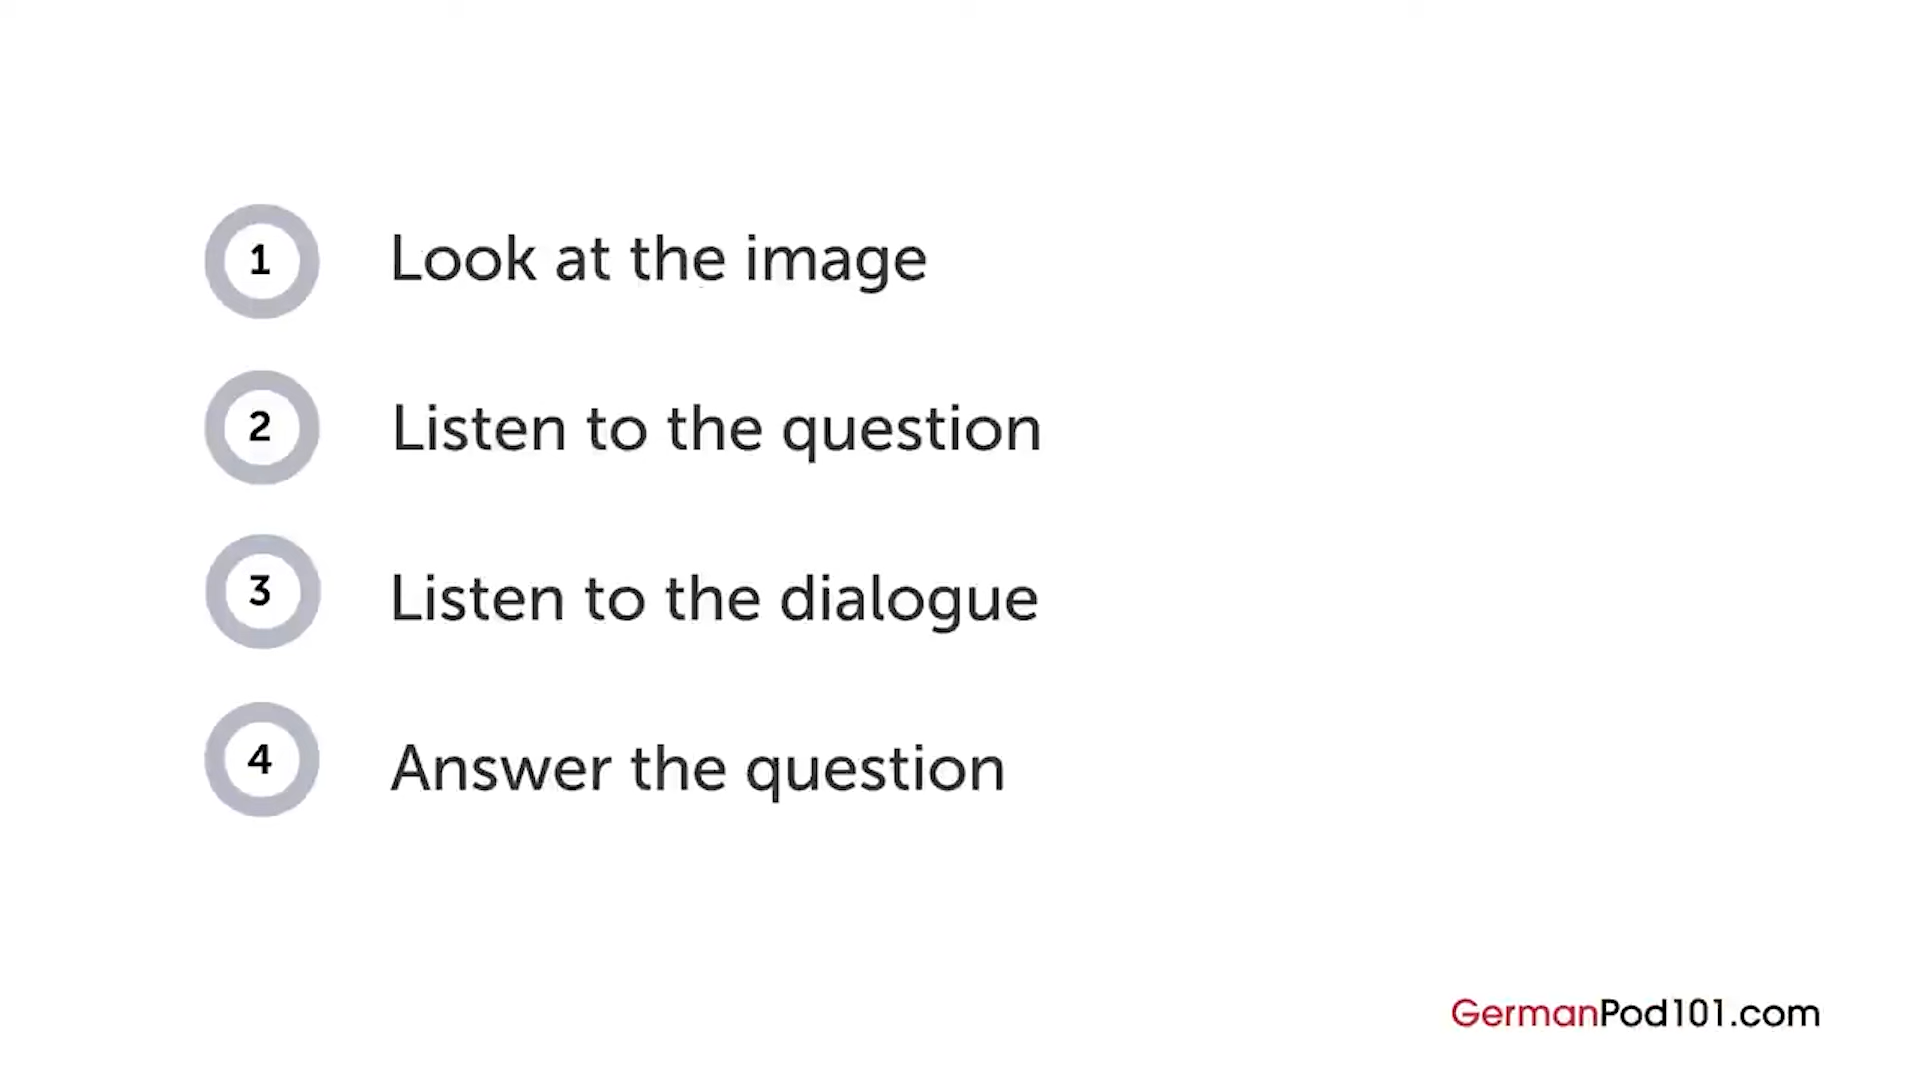 1 Look at the image
2 Listen to the question
3 Listen to the dialogue
4 Answer the question
GermanPod101.com